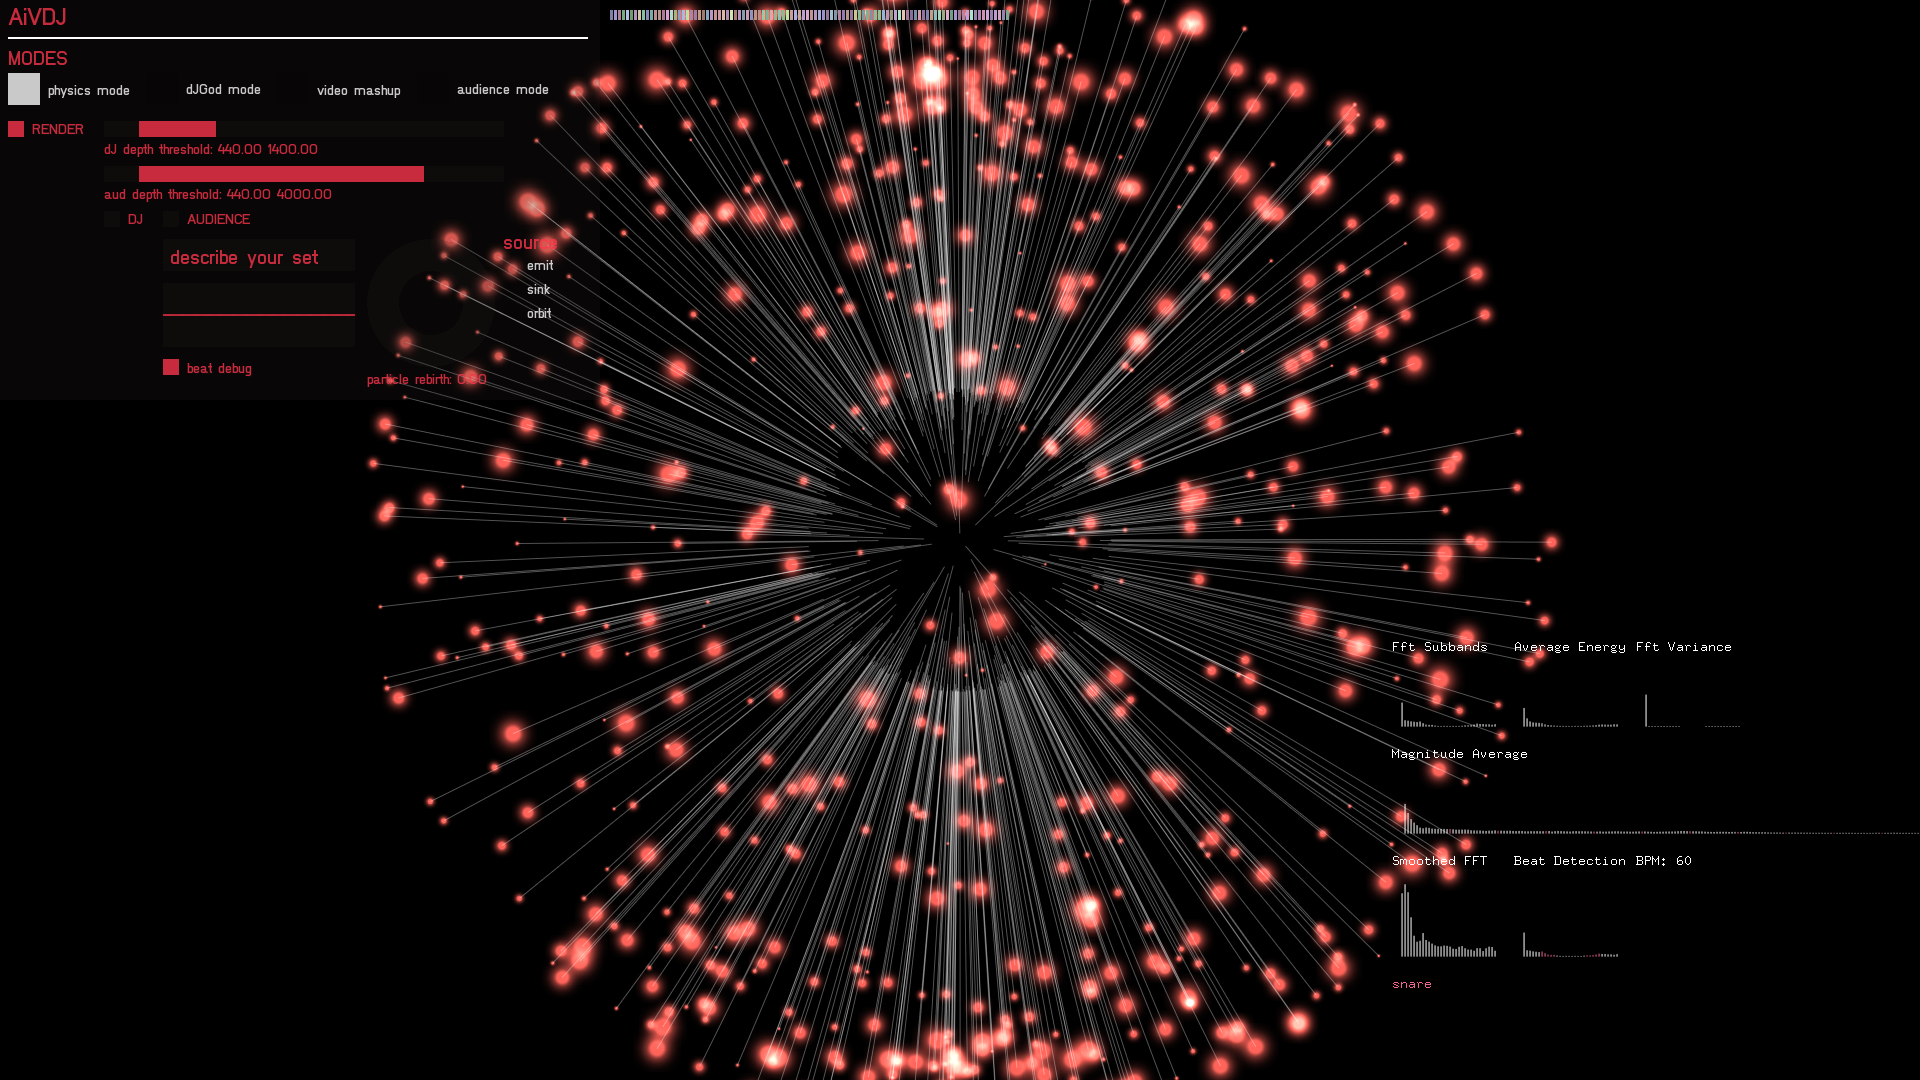 AiVDJ
MODES
physics mode dJGod mode video mashup audience mode
RENDER
dJ depth threshold: 440.00 1400.00
aud depth threshold: 440.00 4000.00
DJ AUDIENCE
describe your set
source
emit
sink
orbit
beat debug
particle rebirth: 0.80
Fft Subbands Average Energy Fft Variance
Magnitude Average
Smoothed FFT Beat Detection BPM: 60
snare